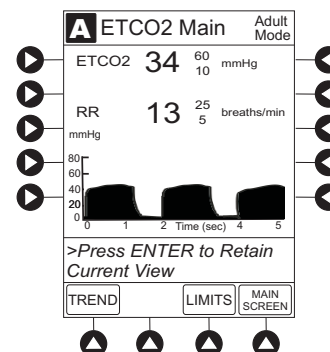 A ETCO2 Main Adult Mode
ETCO2 34 60 10 mmHg
RR 13 25 5 breaths/min
mmHg
80
60
40
20
0
0 1 2 Time (sec) 4 5
>Press ENTER to Retain
Current View
TREND LIMITS MAIN SCREEN